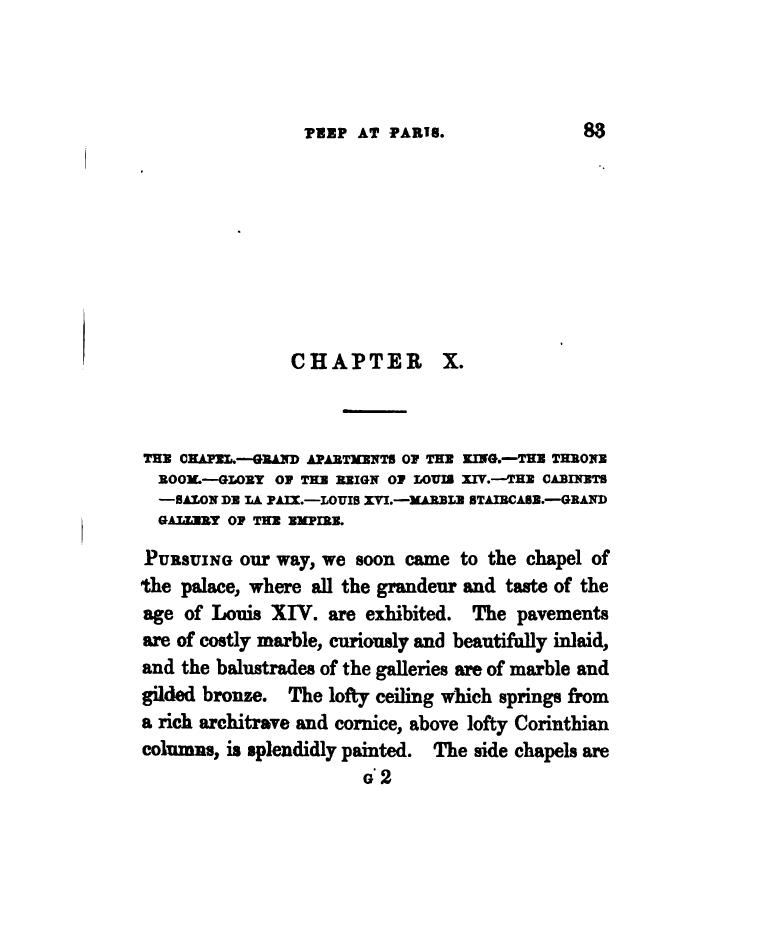 PEEP AT PARIS. 83
CHAPTER X.
THE CHAPEL.—GRAND APARTMENTS OF THE KING.—THE THRONE
ROOM.—GLORY OF THE REIGN OF LOUIS XIV.—THE CABINETS
—SALON DE LA PAIX.—LOUIS XVI.—MARBLE STAIRCASE.—GRAND
GALLERY OF THE EMPIRE.
PURSUING our way, we soon came to the chapel of
the palace, where all the grandeur and taste of the
age of Louis XIV. are exhibited. The pavements
are of costly marble, curiously and beautifully inlaid,
and the balustrades of the galleries are of marble and
gilded bronze. The lofty ceiling which springs from
a rich architrave and cornice, above lofty Corinthian
columns, is splendidly painted. The side chapels are
G 2